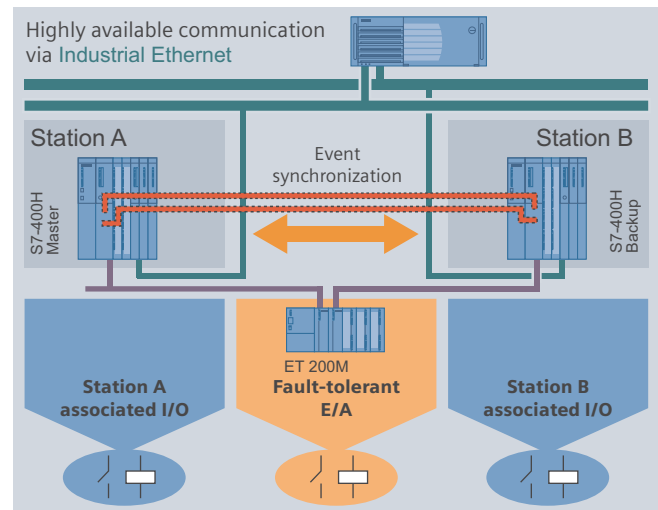 Highly available communication
via Industrial Ethernet
Station A
Station B
Event
synchronization
S7-400H
Master
S7-400H
Backup
ET 200M
Fault-tolerant
E/A
Station A
associated I/O
Station B
associated I/O